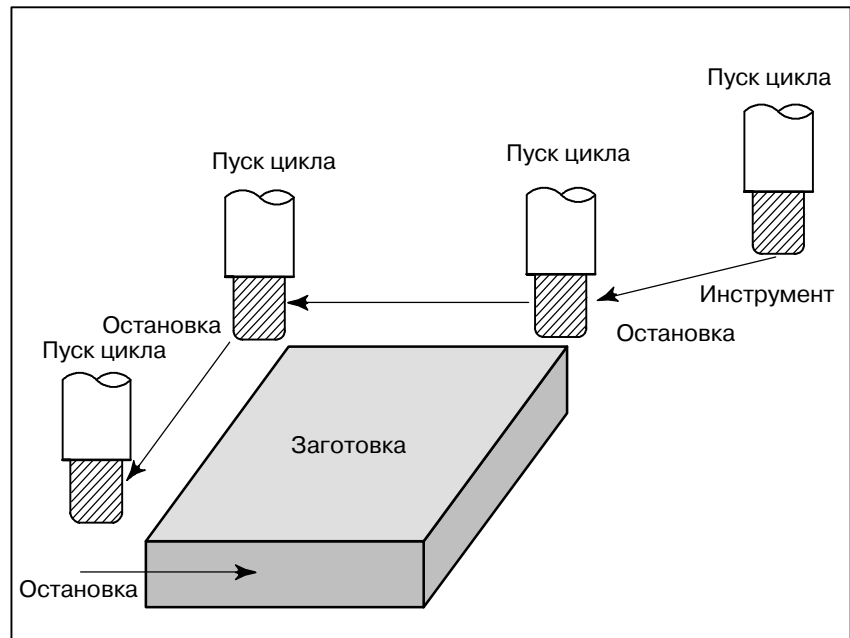 Пуск цикла
Пуск цикла
Пуск цикла
Инструмент
Остановка
Остановка
Пуск цикла
Заготовка
Остановка